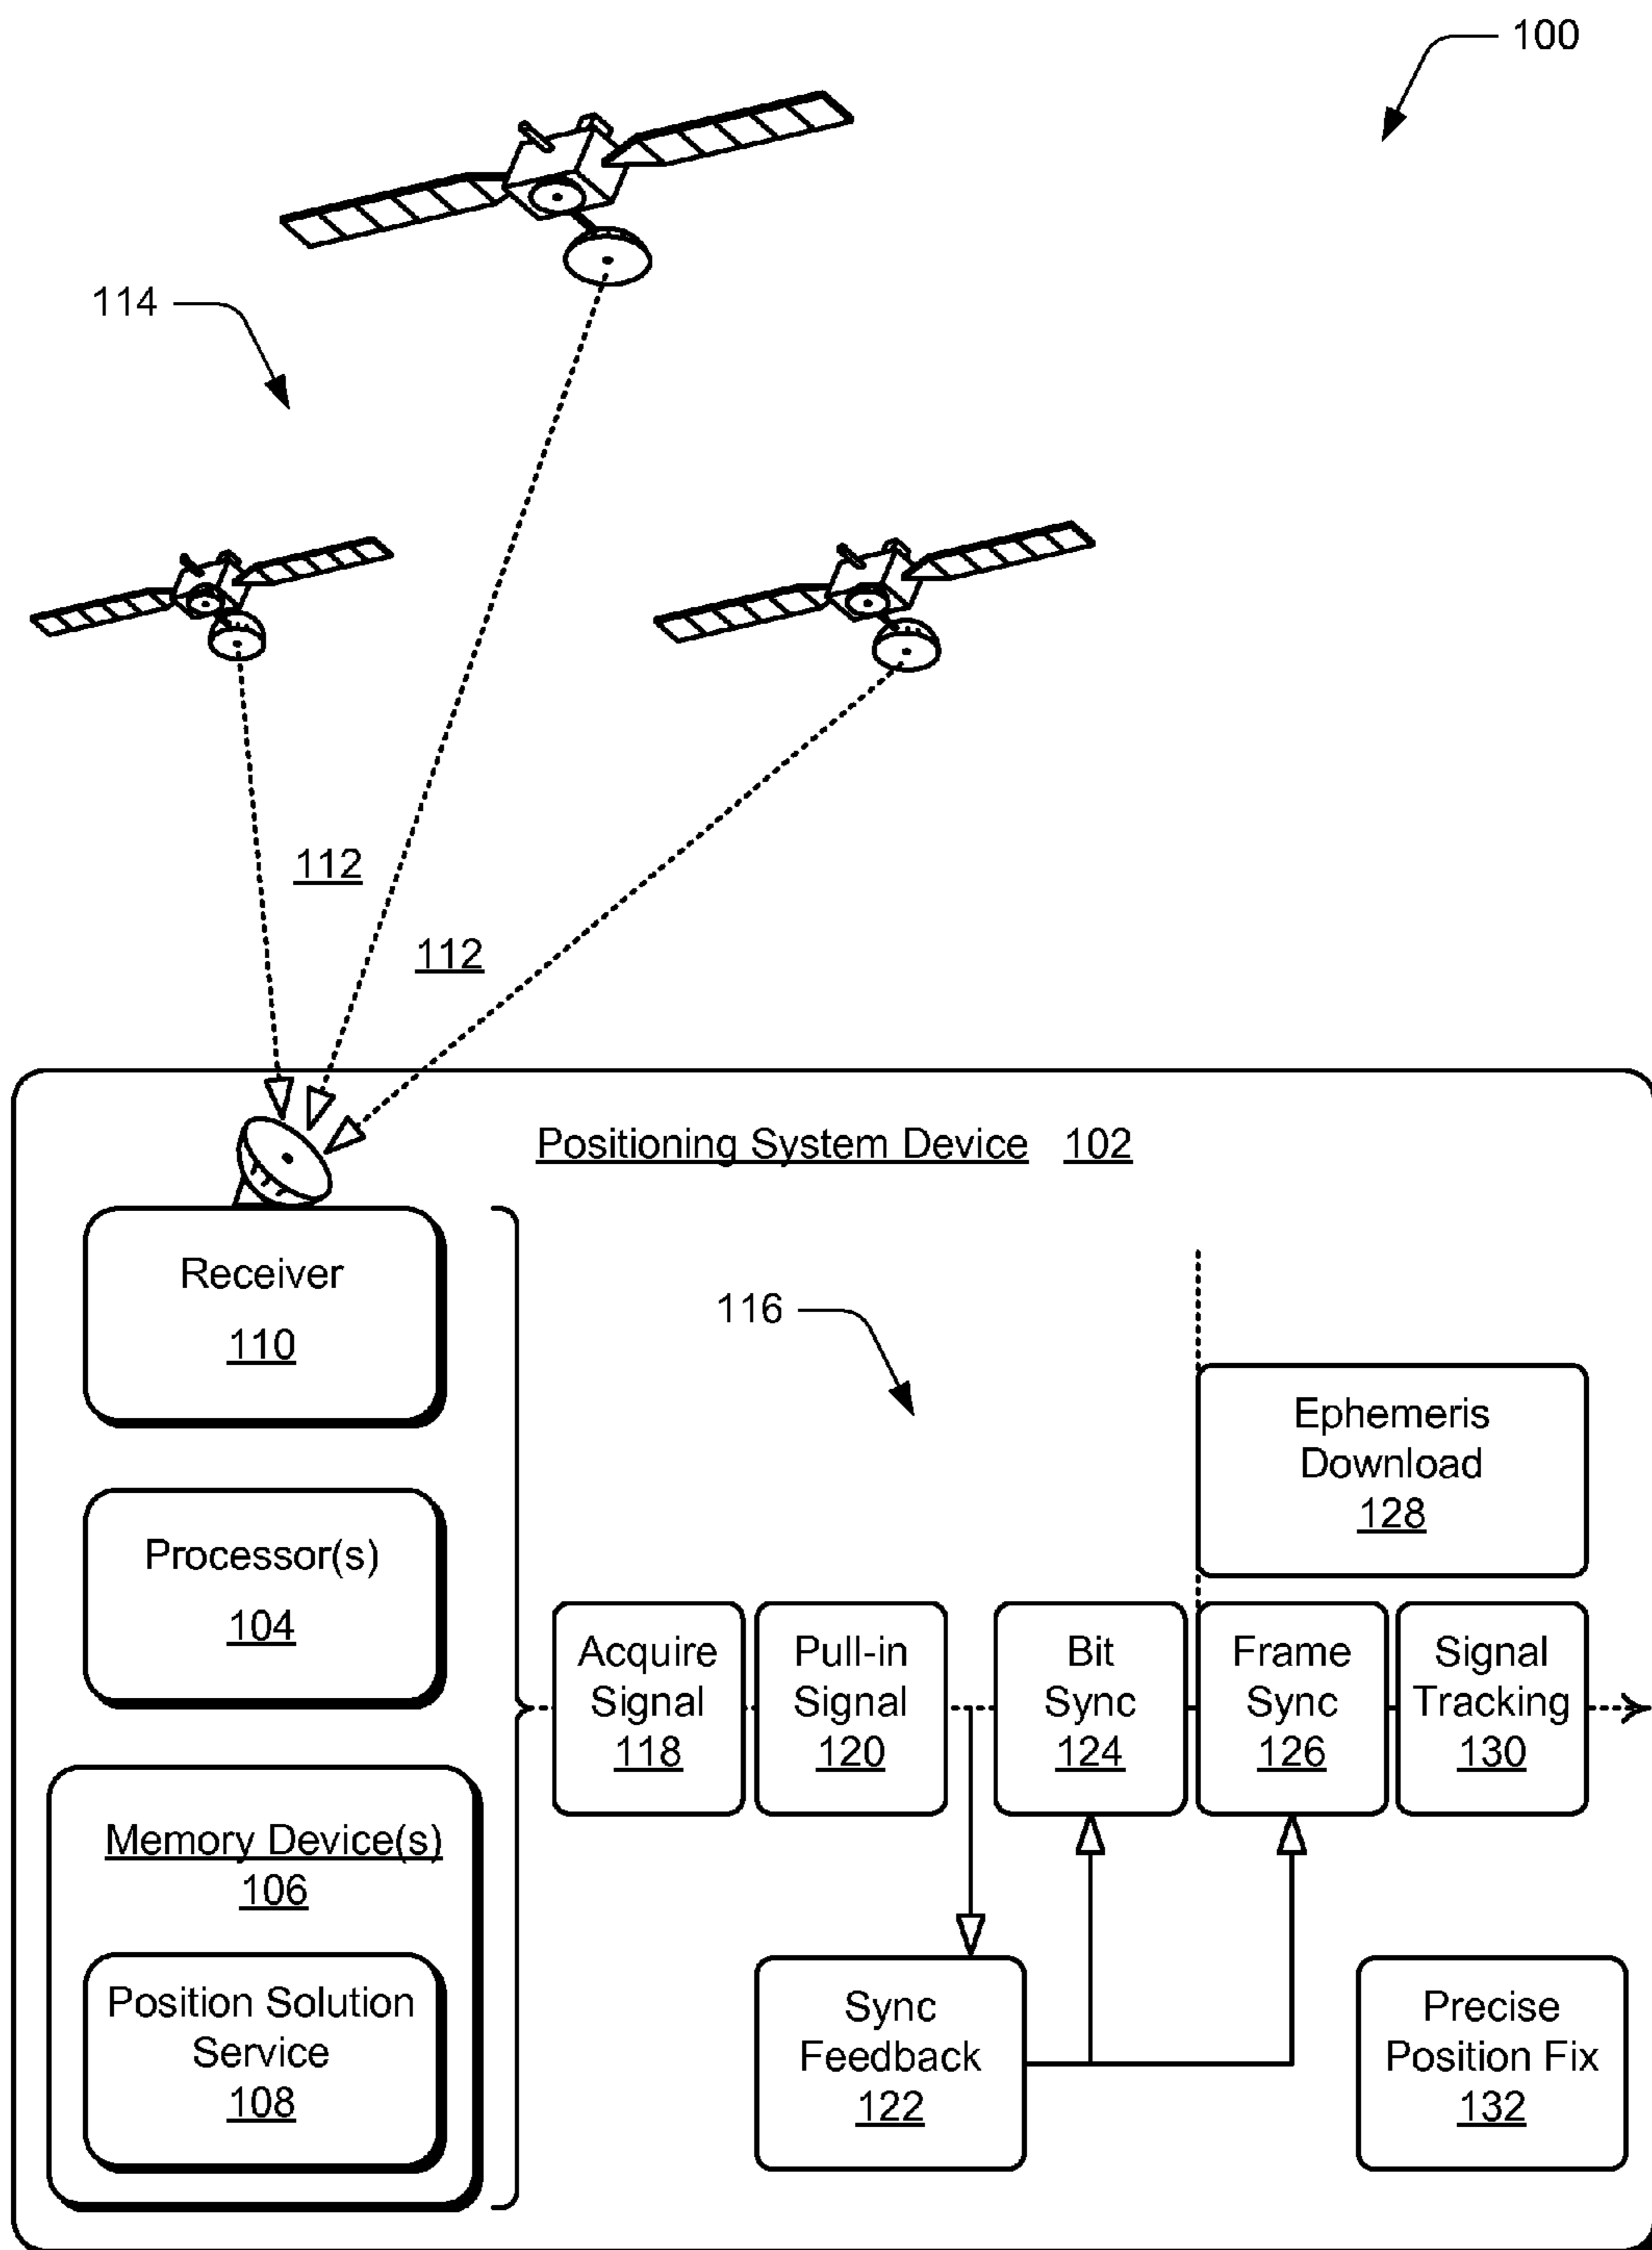 100
114
112
112
Positioning System Device 102
Receiver
110
116
Ephemeris
Download
128
Processor(s)
104
Acquire
Signal
118
Pull-in
Signal
120
Bit
Sync
124
Frame
Sync
126
Signal
Tracking
130
Memory Device(s)
106
Position Solution
Service
108
Sync
Feedback
122
Precise
Position Fix
132